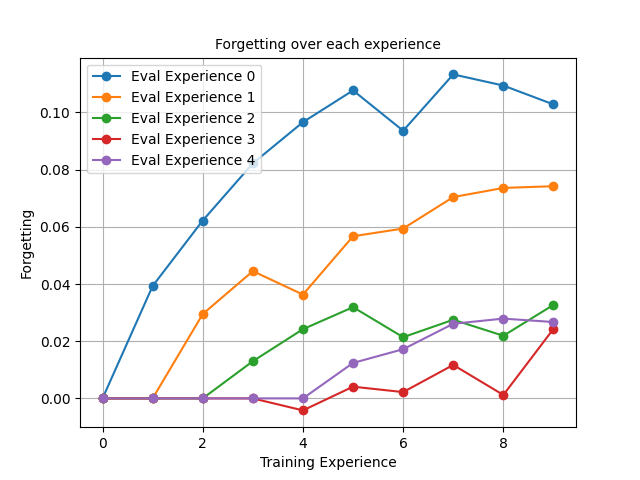 Forgetting over each experience
Eval Experience 0
Eval Experience 1
Eval Experience 2
Eval Experience 3
Eval Experience 4
0.10
0.08
0.06
0.04
0.02
0.00
Forgetting
0 2 4 6 8
Training Experience